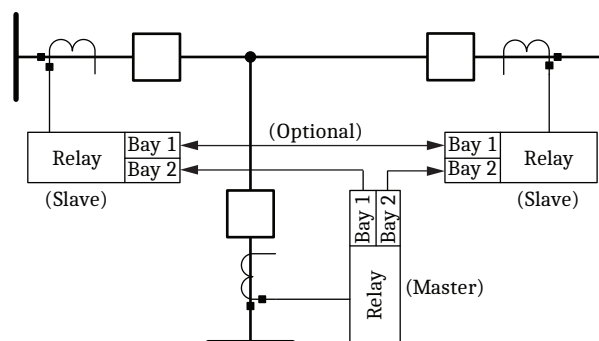 (Optional)
Relay
Bay 1
Bay 2
(Slave)
Bay 1
Bay 2
Relay
(Slave)
Bay 1
Bay 2
Relay
(Master)